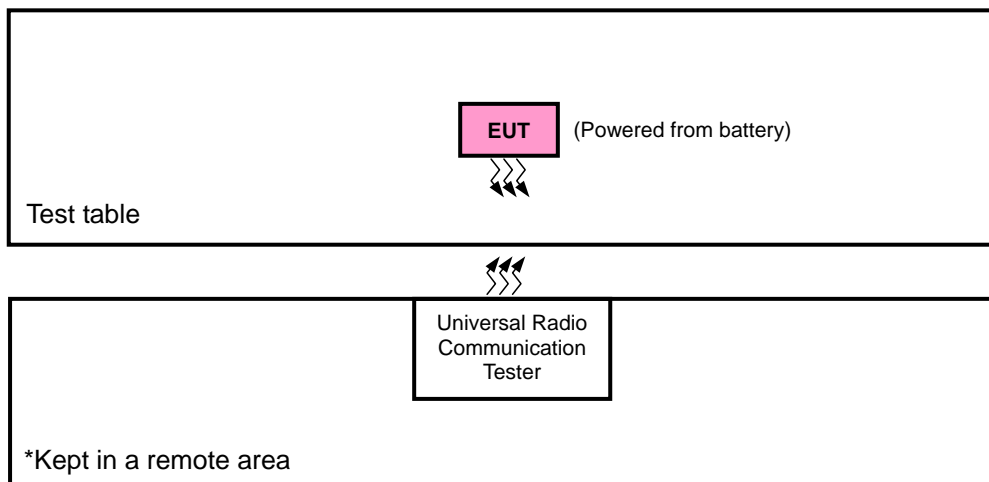 EUT
(Powered from battery)
Test table
Universal Radio
Communication
Tester
*Kept in a remote area